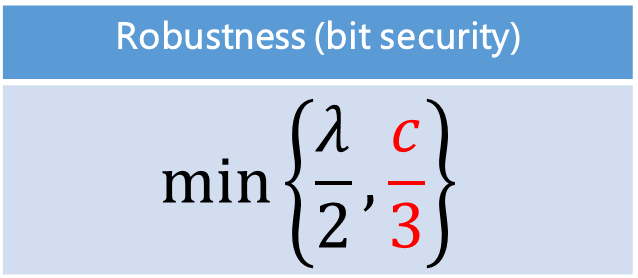 Robustness (bit security)
min {λ/2, c/3}